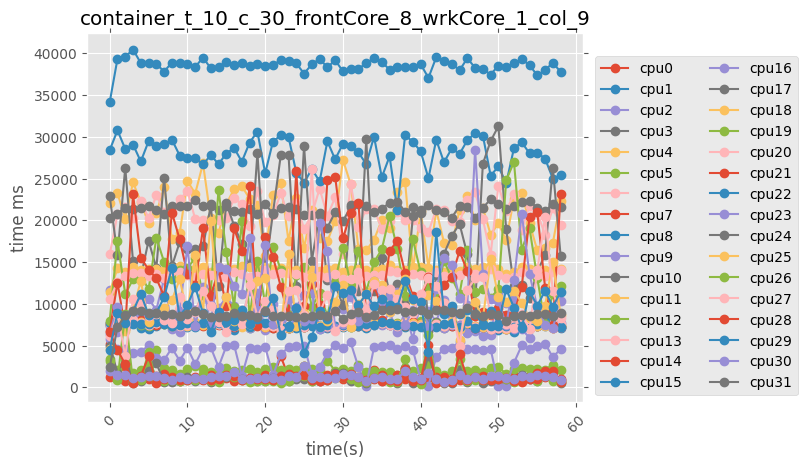 container_t_10_c_30_frontCore_8_wrkCore_1_col_9
time ms
40000
35000
30000
25000
20000
15000
10000
5000
0
0
10
20
30
40
50
60
time(s)
cpu0
cpu1
cpu2
cpu3
cpu4
cpu5
cpu6
cpu7
cpu8
cpu9
cpu10
cpu11
cpu12
cpu13
cpu14
cpu15
cpu16
cpu17
cpu18
cpu19
cpu20
cpu21
cpu22
cpu23
cpu24
cpu25
cpu26
cpu27
cpu28
cpu29
cpu30
cpu31